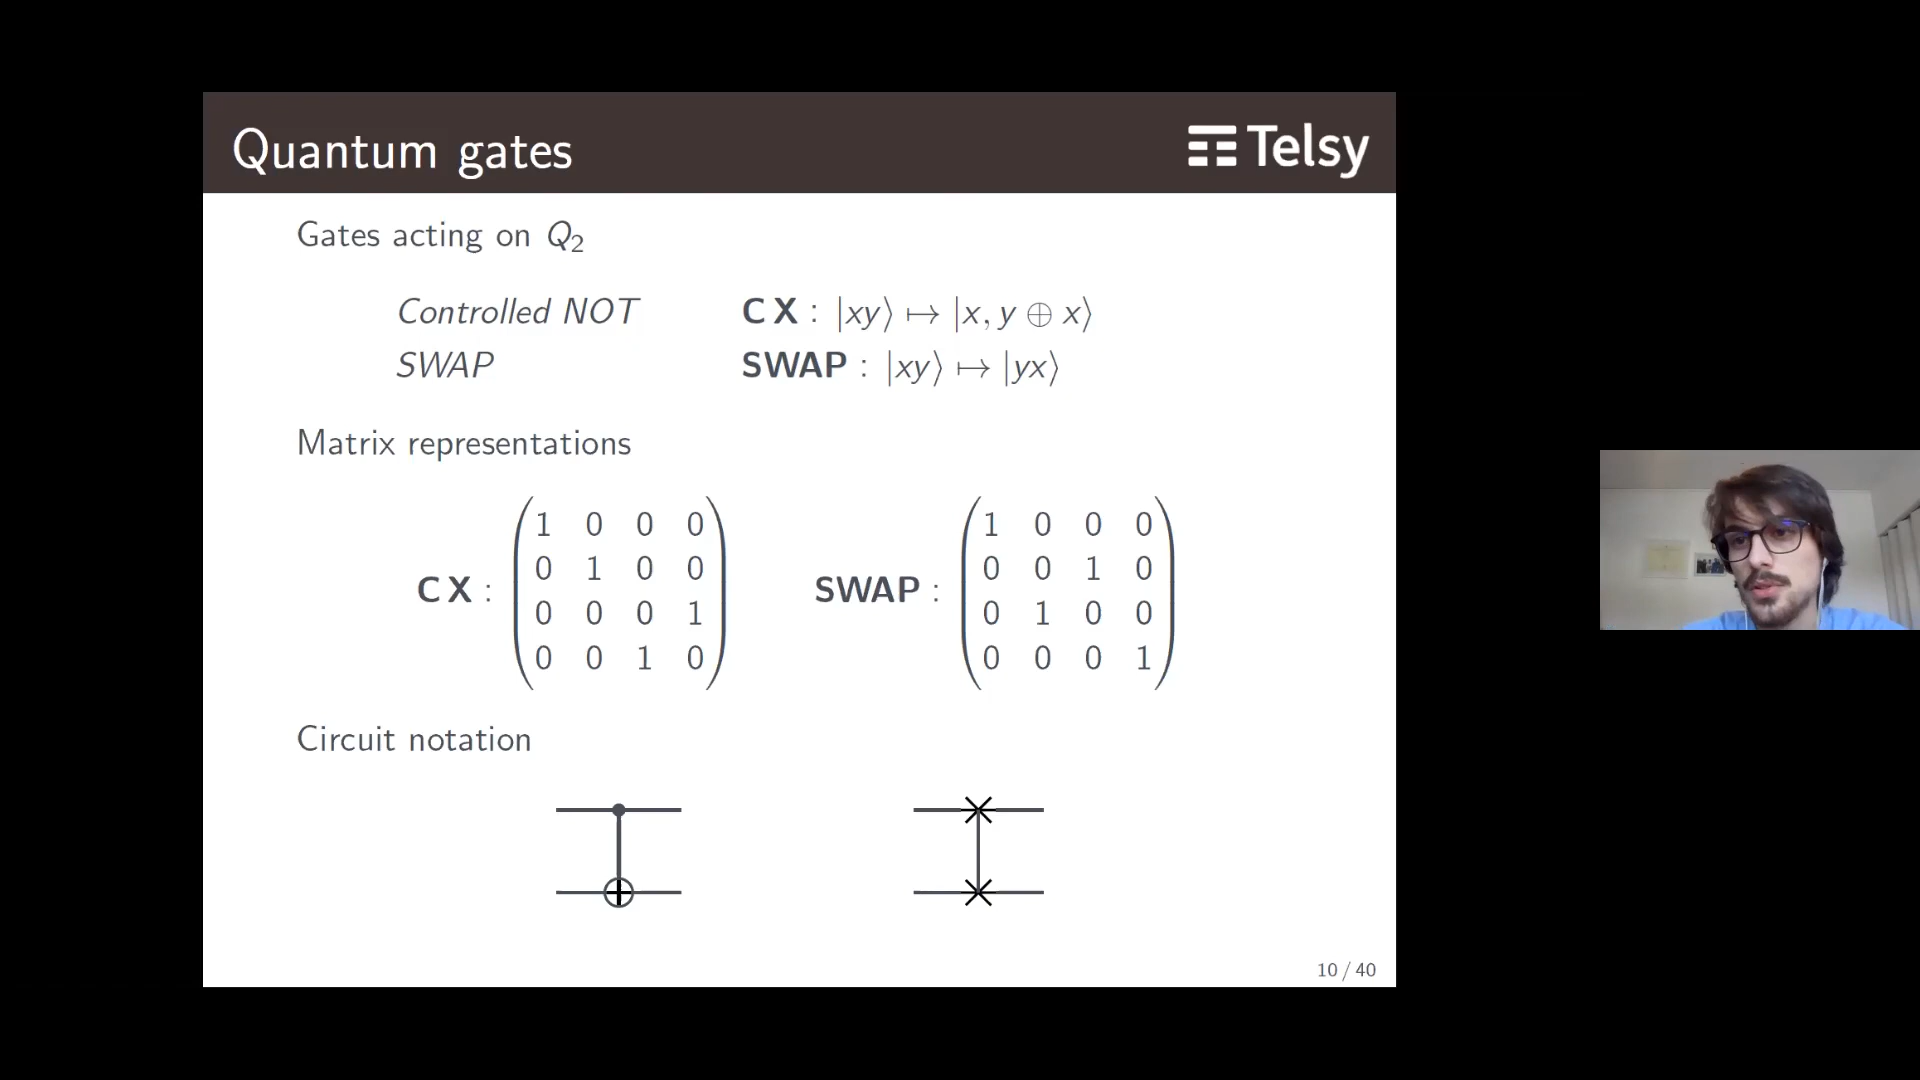 Quantum gates
Telsy
Gates acting on Q₂
Controlled NOT C X : |xy⟩ ↦ |x, y ⊕ x⟩
SWAP SWAP : |xy⟩ ↦ |yx⟩
Matrix representations
1 0 0 0 1 0 0 0
0 1 0 0 0 0 1 0
C X : SWAP :
0 0 0 1 0 1 0 0
0 0 1 0 0 0 0 1
Circuit notation
10 / 40